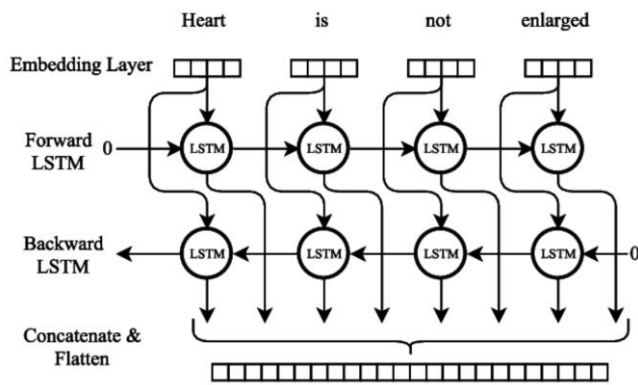 Heart is not enlarged
Embedding Layer
Forward LSTM
0 LSTM LSTM LSTM LSTM
Backward LSTM
LSTM LSTM LSTM LSTM 0
Concatenate &
Flatten